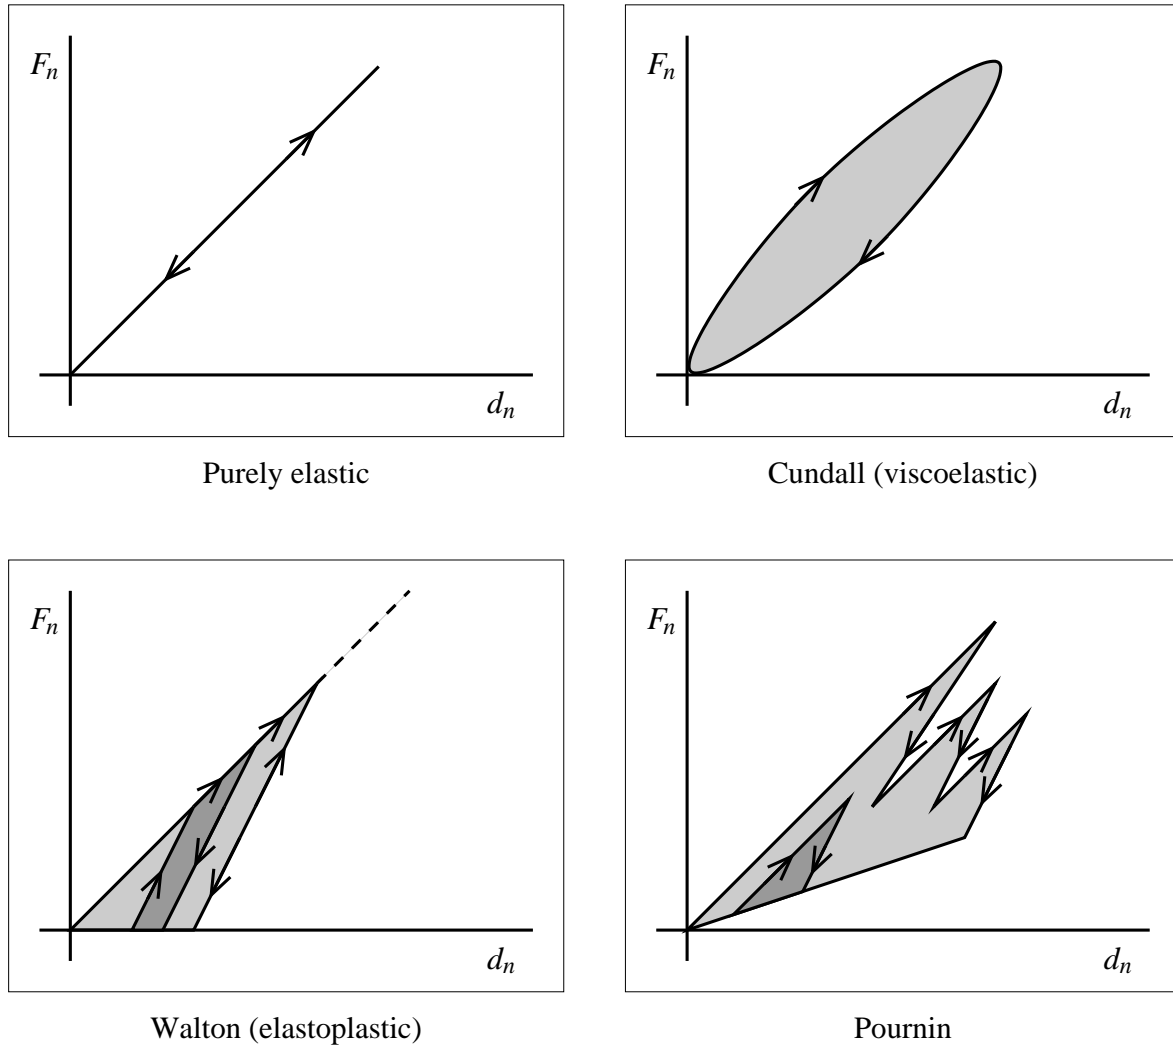 F_n
d_n
Purely elastic
F_n
d_n
Cundall (viscoelastic)
F_n
d_n
Walton (elastoplastic)
F_n
d_n
Pournin